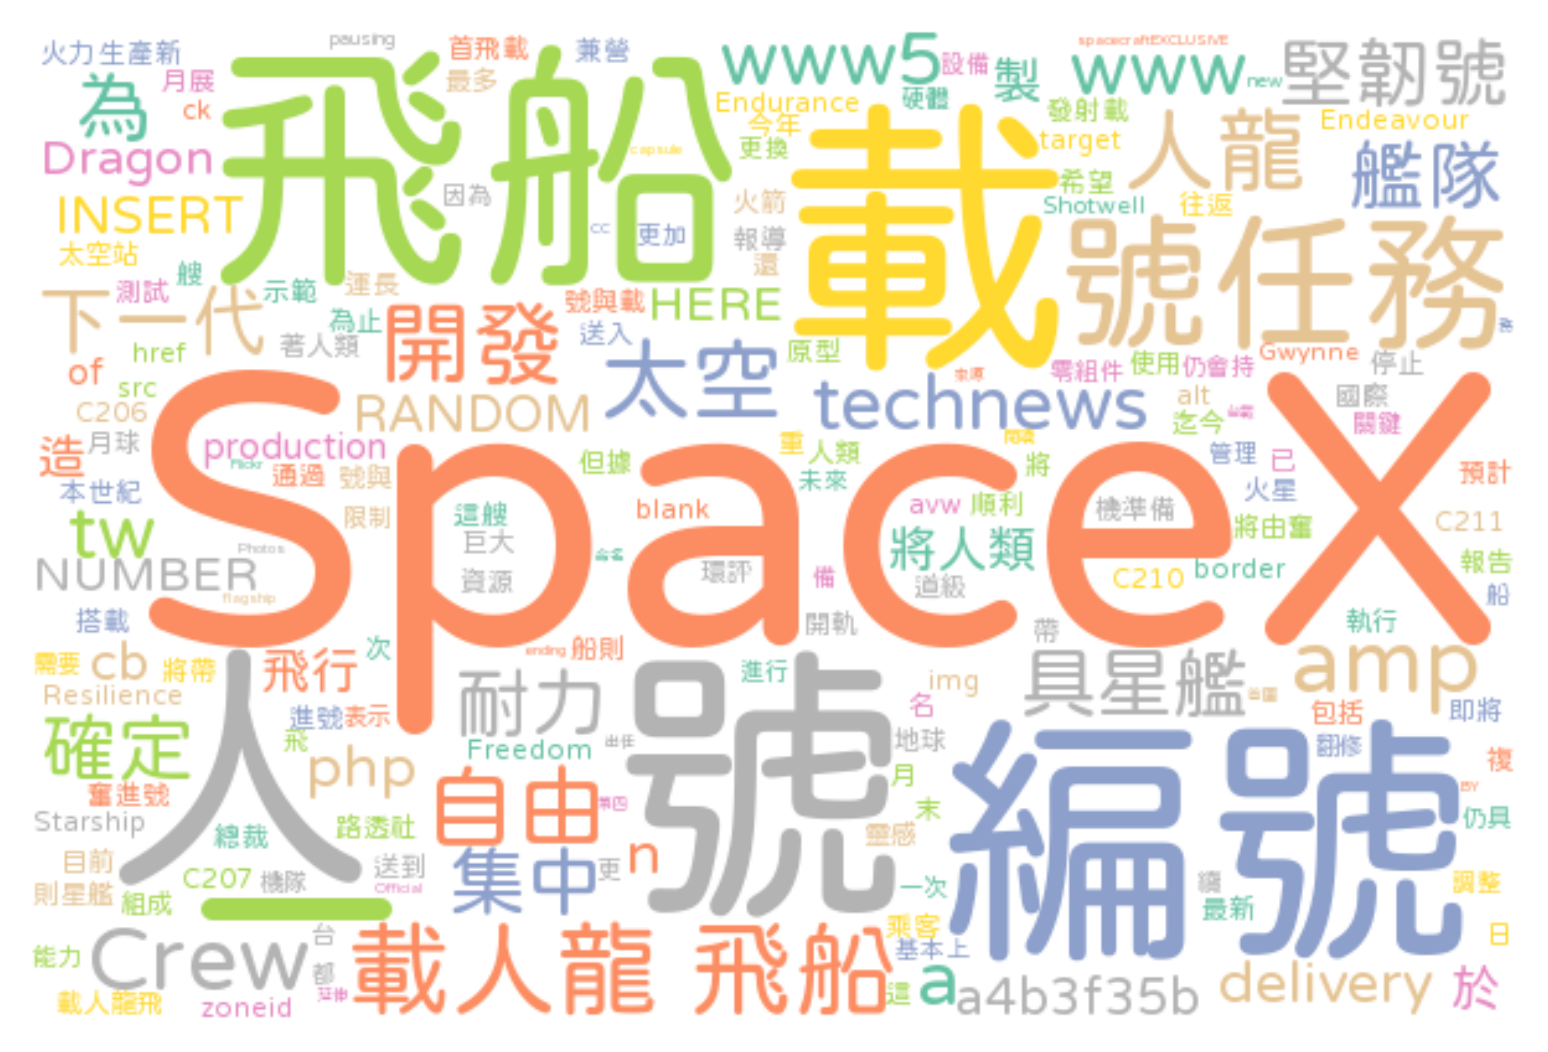 火力生產新
pausing
首飛載
兼營
www5
spacecraftEXCLUSIVE
為
月展
ck
飛船
最多
設備
硬體
製
www
new
堅韌號
Dragon
因為
capsule
Endurance
今年
更換
載
發射載
target
人龍
Endeavour
艦隊
INSERT
太空站
cc
更加
火箭
報導
還
希望
Shotwell
往返
號任務
下一代
測試
艘
示範
運長
為止
著人類
號與載
送入
HERE
開發
太空
原型
of
href
src
C206
RANDOM
technews
零組件
使用
仍會持
Gwynne
停止
alt
迄今
國際
關鍵
SpaceX
造
月球
production
Flickr
通過
號與
限制
本世紀
tw
Photos
NUMBER
flagship
這艘
巨大
資源
但據
blank
重
人類
未來
將
avw
順利
機準備
將人類
道級
環評
備
開軌
管理
已
火星
預計
C211
將由奮
C210
border
報告
船
執行
搭載
需要
cb
將帶
飛行
次
ending
船則
進行
帶
具星艦
amp
Resilience
進號
表示
耐力
號
img
名
包括
即將
確定
人
飛
php
Freedom
地球
月
編號
翻修
複
BY
奮進號
Starship
總裁
路透社
自由
第四
n
末
靈感
仍具
目前
C207
機隊
送到
Official
集中
更
一次
最新
調整
則星艦
組成
一
乘客
基本上
日
能力
Crew
台
都
載人龍 飛船
這
a
a4b3f35b
delivery
於
載人龍飛
zoneid